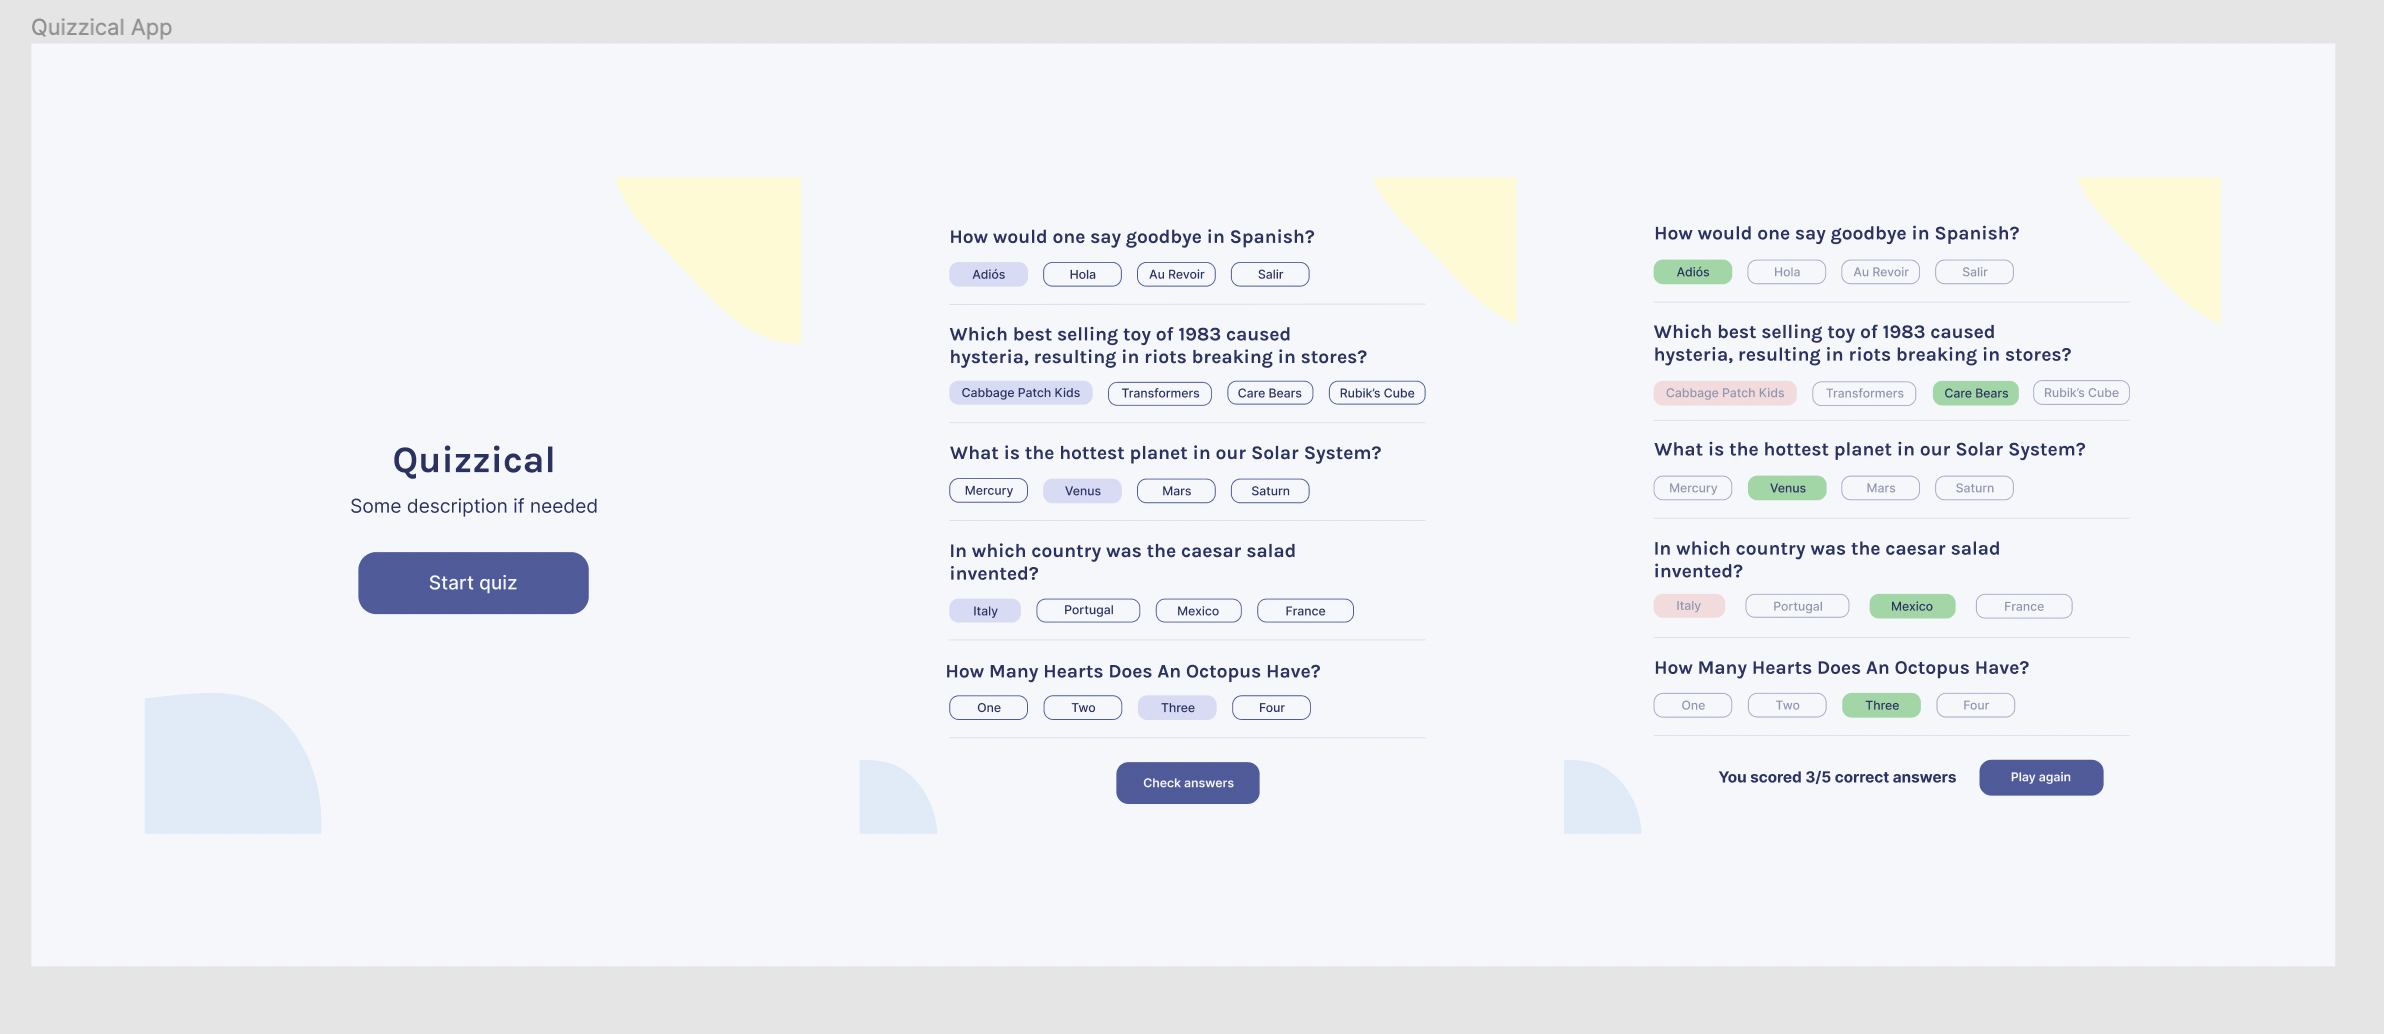 Quizzical App
Quizzical
Some description if needed
Start quiz
How would one say goodbye in Spanish?
Adiós Hola Au Revoir Salir
Which best selling toy of 1983 caused
hysteria, resulting in riots breaking in stores?
Cabbage Patch Kids Transformers Care Bears Rubik’s Cube
What is the hottest planet in our Solar System?
Mercury Venus Mars Saturn
In which country was the caesar salad
invented?
Italy Portugal Mexico France
How Many Hearts Does An Octopus Have?
One Two Three Four
Check answers
How would one say goodbye in Spanish?
Adiós Hola Au Revoir Salir
Which best selling toy of 1983 caused
hysteria, resulting in riots breaking in stores?
Cabbage Patch Kids Transformers Care Bears Rubik’s Cube
What is the hottest planet in our Solar System?
Mercury Venus Mars Saturn
In which country was the caesar salad
invented?
Italy Portugal Mexico France
How Many Hearts Does An Octopus Have?
One Two Three Four
You scored 3/5 correct answers Play again